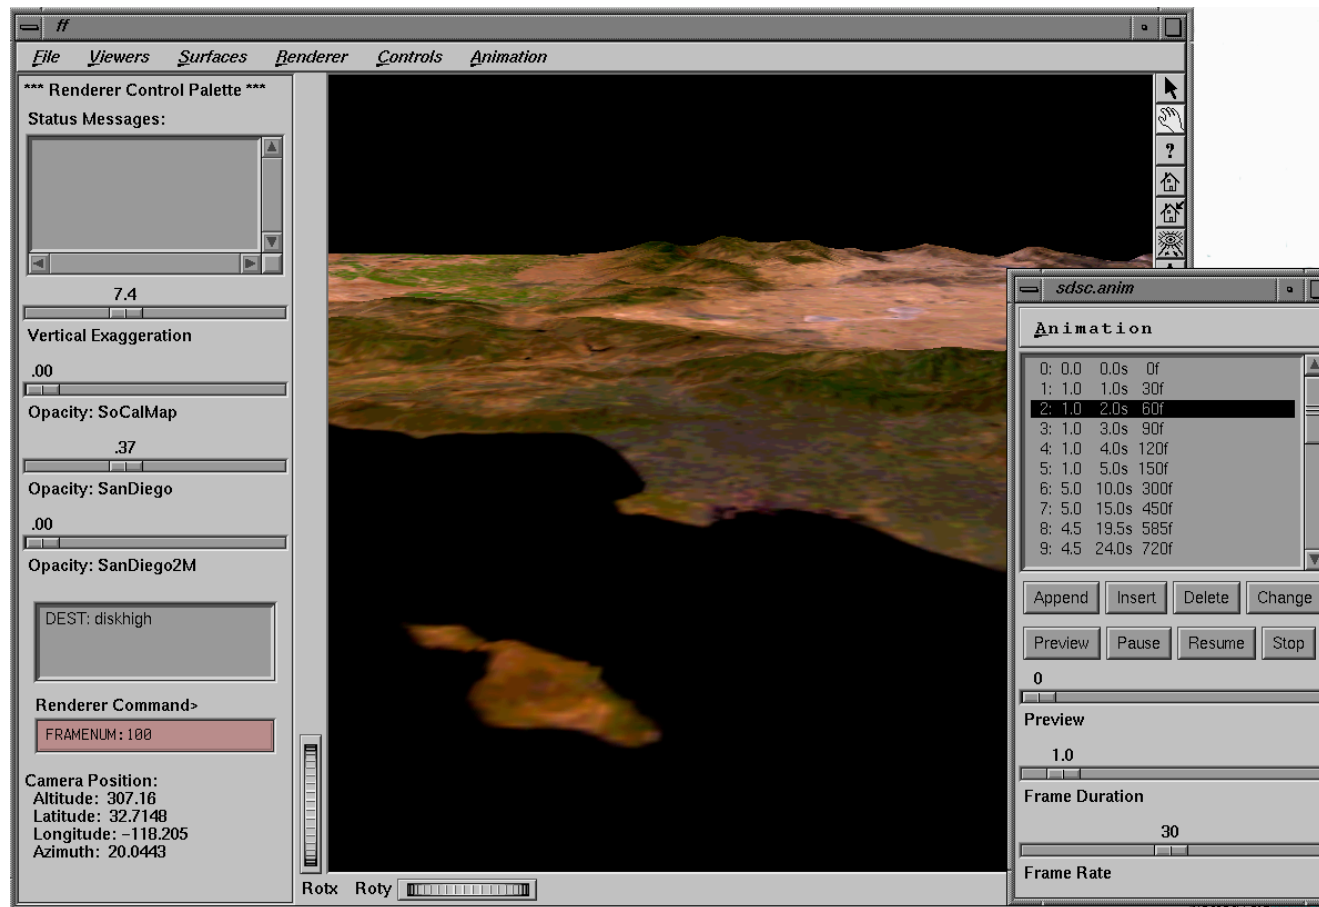 ff
File Viewers Surfaces Renderer Controls Animation
*** Renderer Control Palette ***
Status Messages:
7.4
Vertical Exaggeration
.00
Opacity: SoCalMap
.37
Opacity: SanDiego
.00
Opacity: SanDiego2M
DEST: diskhigh
Renderer Command>
FRAMENUM:100
Camera Position:
Altitude: 307.16
Latitude: 32.7148
Longitude: -118.205
Azimuth: 20.0443
Rotx Roty
?
sdsc.anim
Animation
0: 0.0 0.0s 0f
1: 1.0 1.0s 30f
2: 1.0 2.0s 60f
3: 1.0 3.0s 90f
4: 1.0 4.0s 120f
5: 1.0 5.0s 150f
6: 5.0 10.0s 300f
7: 5.0 15.0s 450f
8: 4.5 19.5s 585f
9: 4.5 24.0s 720f
Append Insert Delete Change
Preview Pause Resume Stop
0
Preview
1.0
Frame Duration
30
Frame Rate